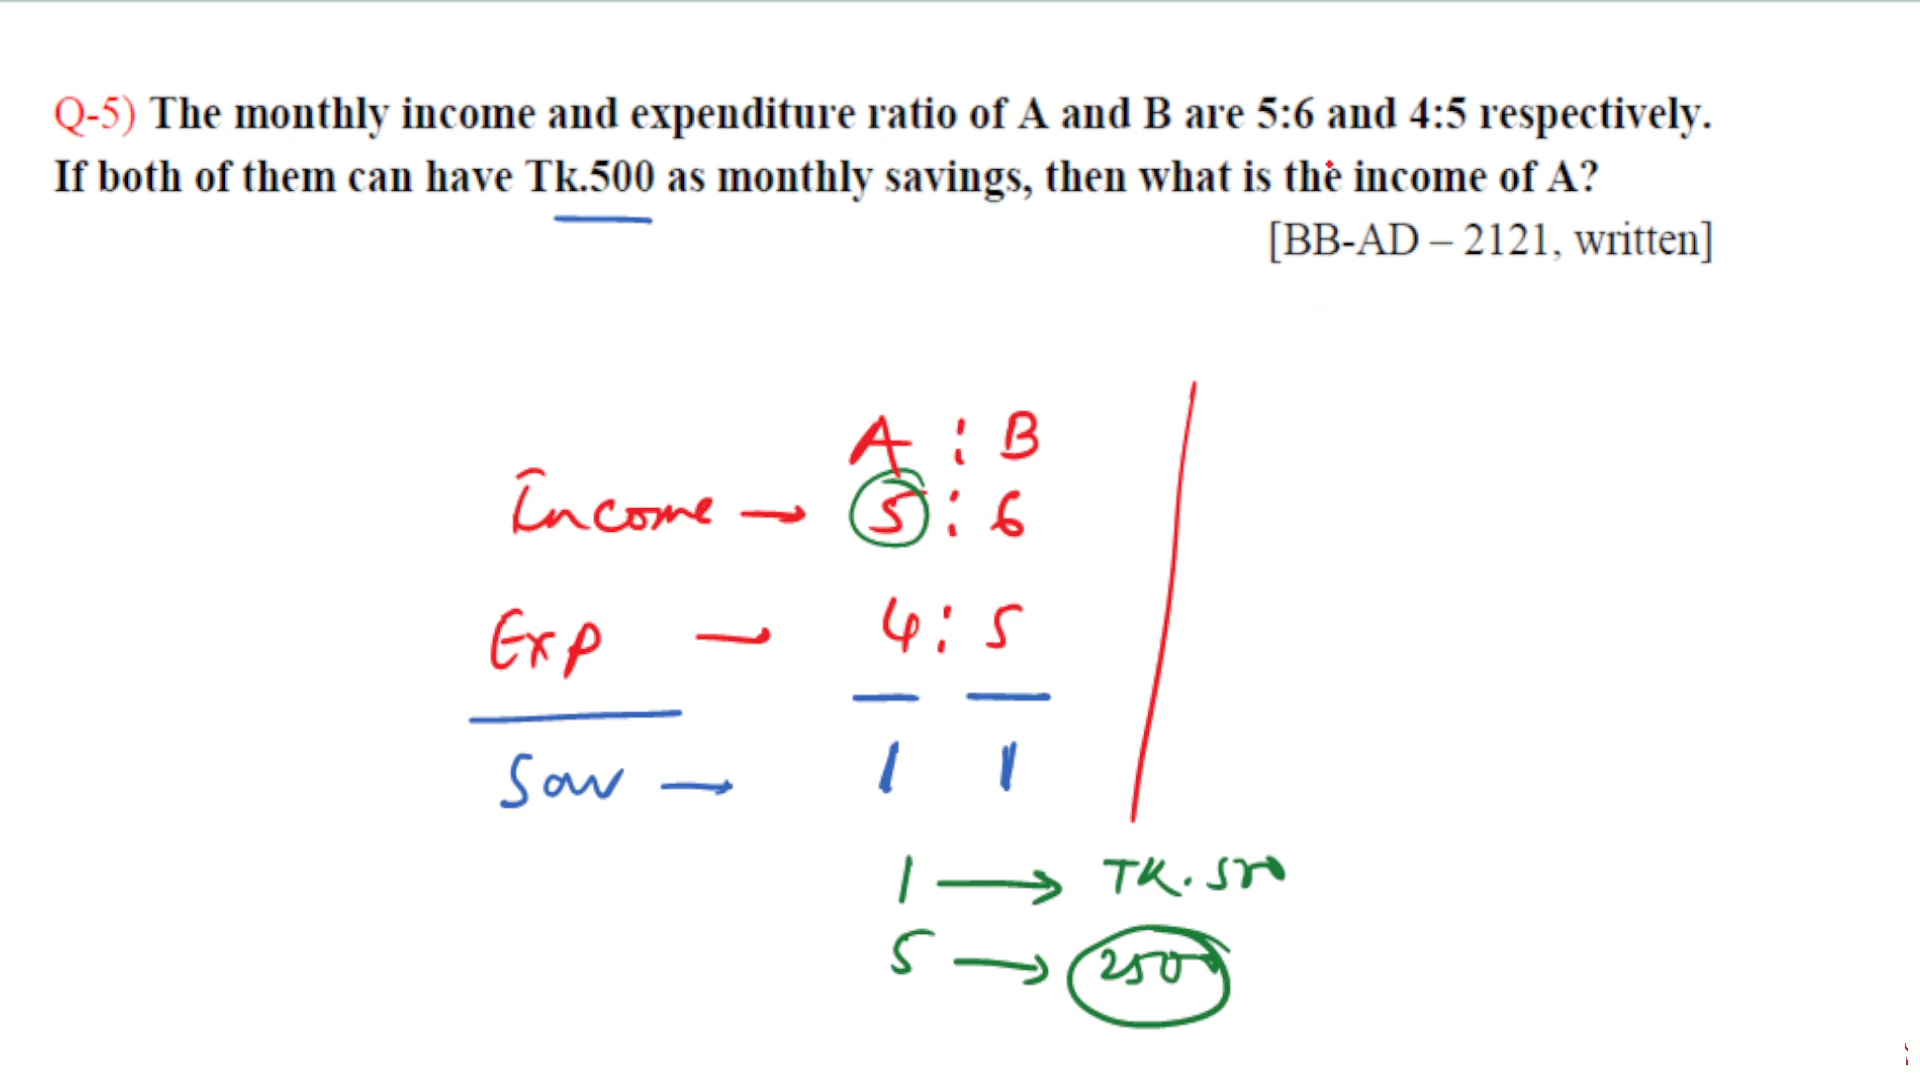 Q-5) The monthly income and expenditure ratio of A and B are 5:6 and 4:5 respectively.
If both of them can have Tk.500 as monthly savings, then what is the income of A?
[BB-AD – 2121, written]
A : B
Income → 5 : 6
Exp — 4 : 5
Sav → 1 1
1 → TK. 500
5 → 2500